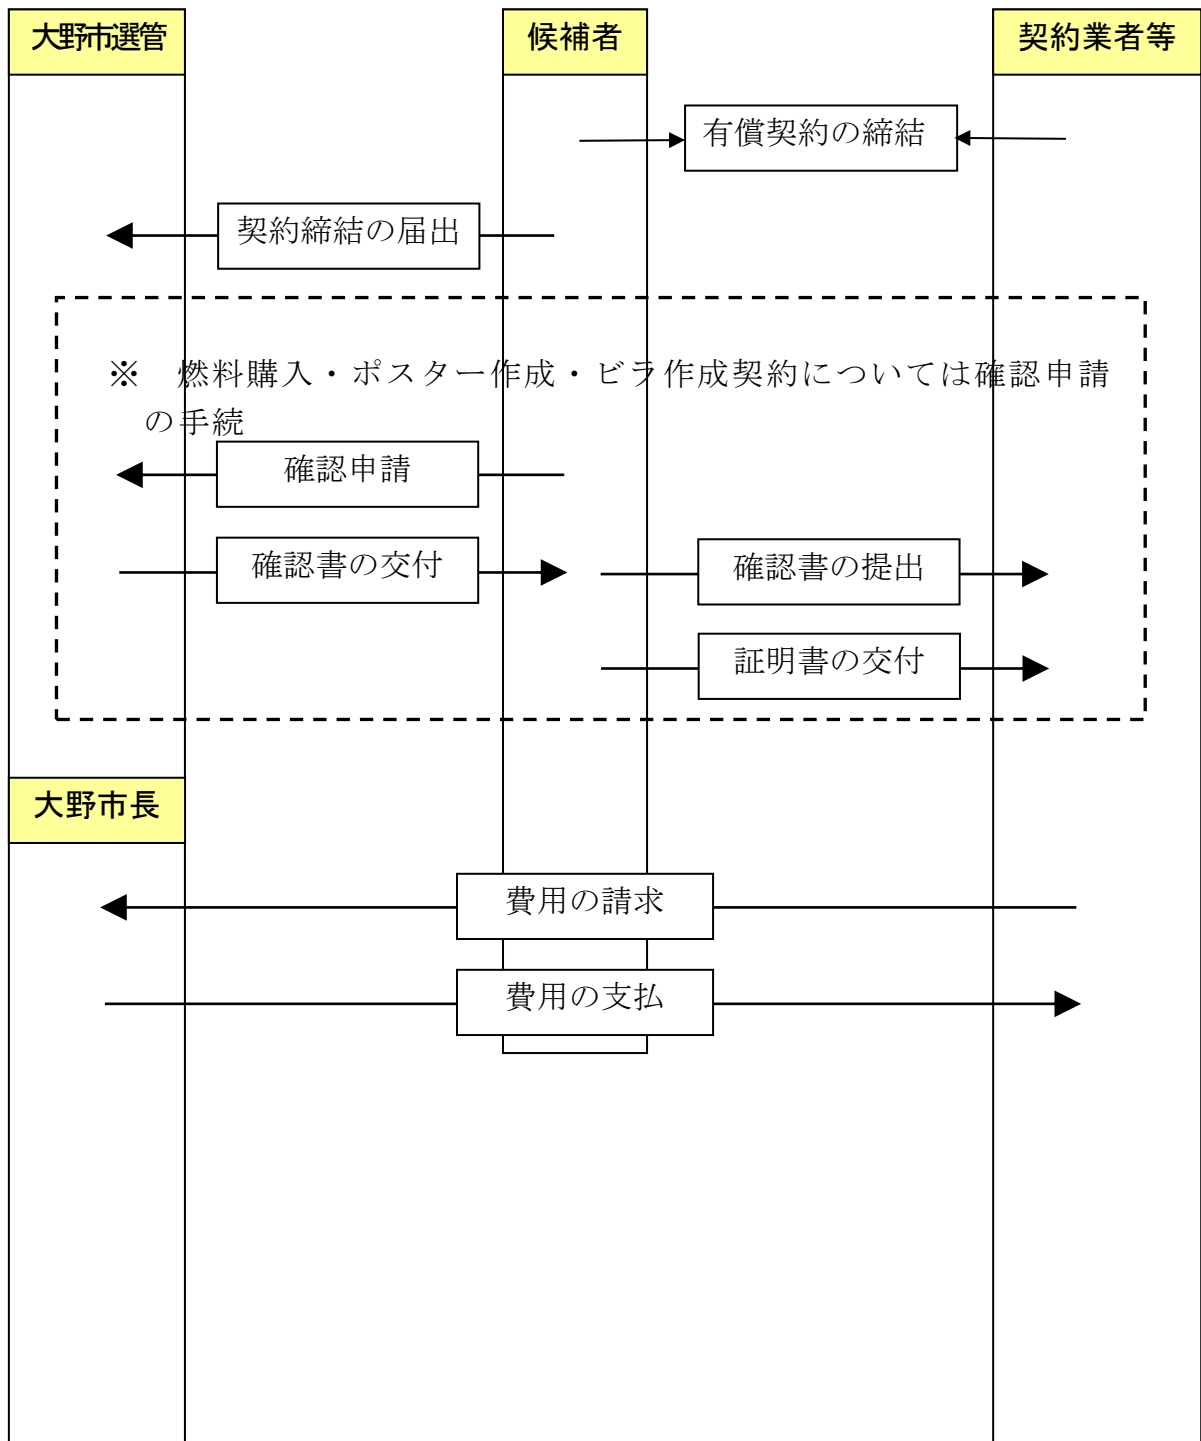 大野市選管
候補者
契約業者等
有償契約の締結
契約締結の届出
※　燃料購入・ポスター作成・ビラ作成契約については確認申請
の手続
確認申請
確認書の交付
確認書の提出
証明書の交付
大野市長
費用の請求
費用の支払